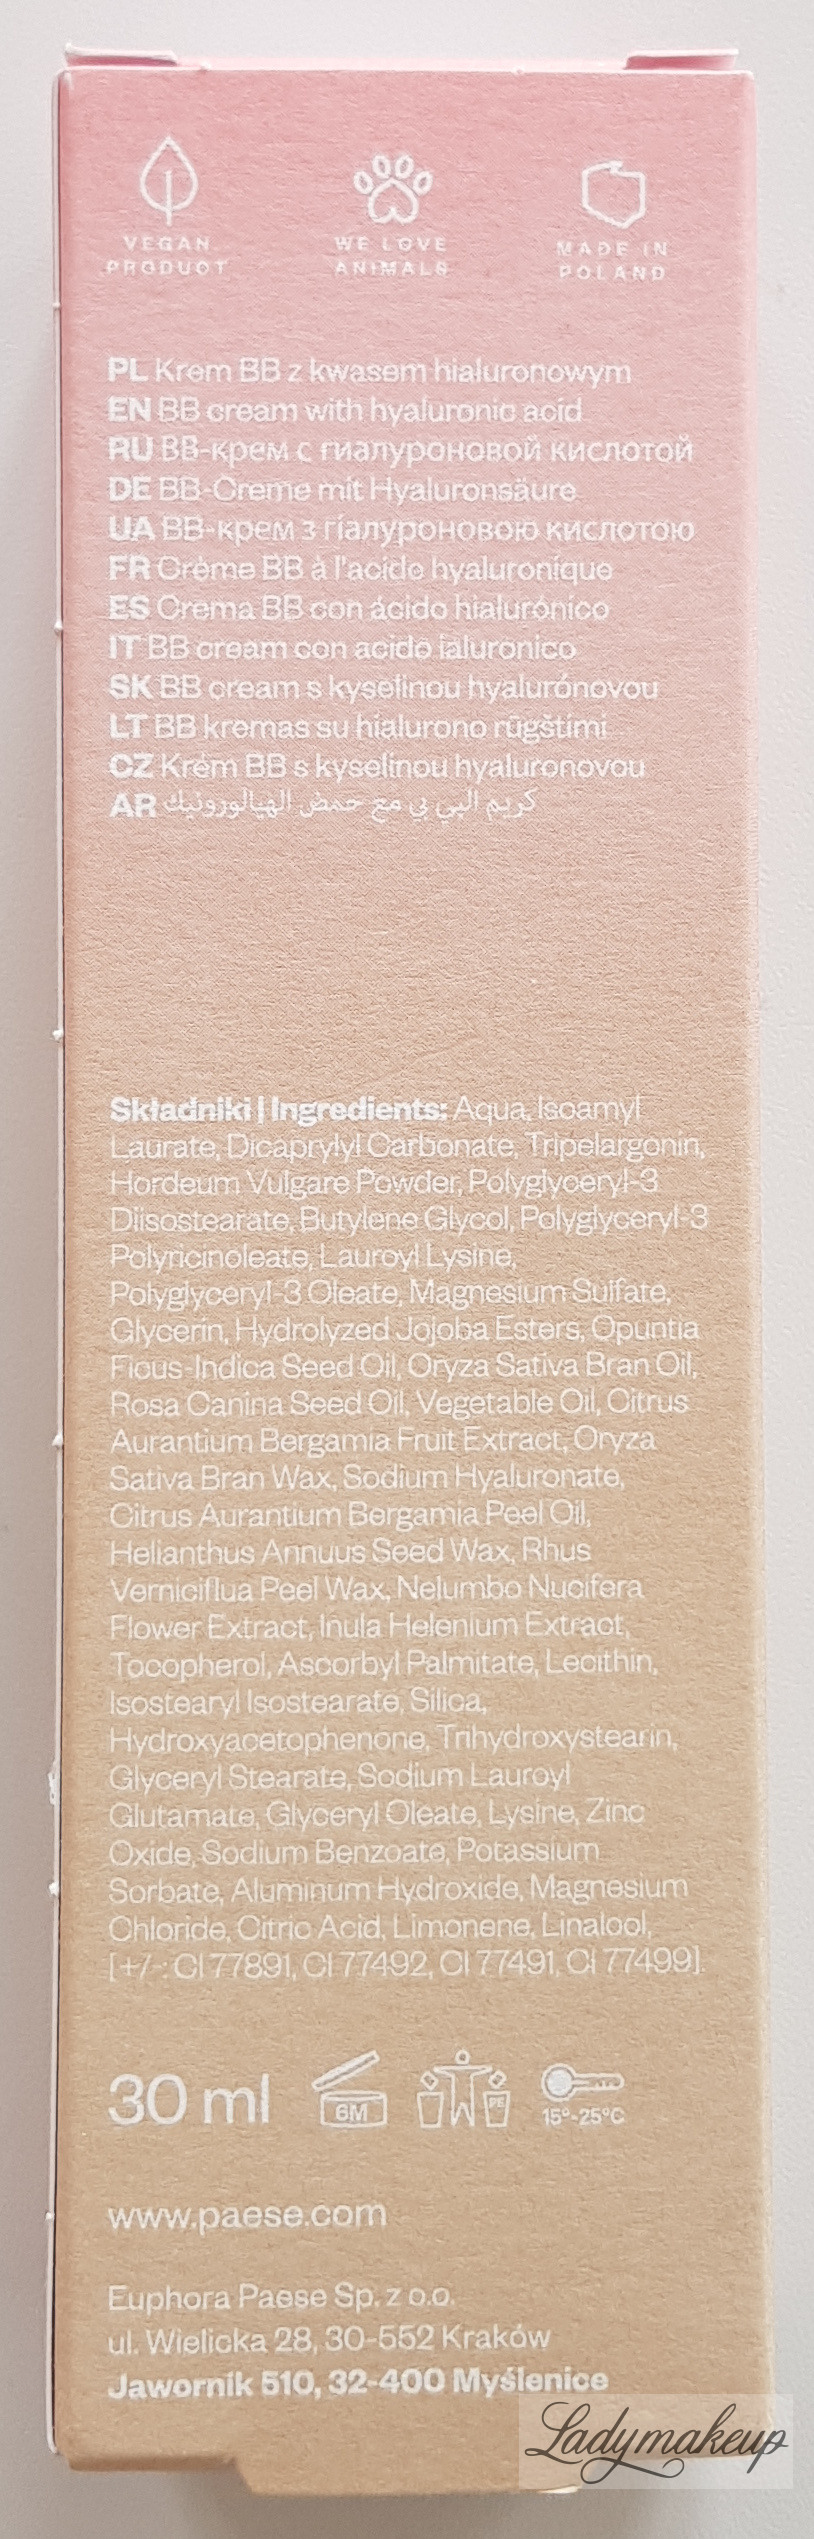 VEGAN
PRODUCT
WE LOVE
ANIMALS
MADE IN
POLAND
PL Krem BB z kwasem hialuronowym
EN BB cream with hyaluronic acid
RU BB-крем с гиалуроновой кислотой
DE BB-Creme mit Hyaluronsäure
UA BB-крем з гіалуроновою кислотою
FR Crème BB à l'acide hyaluronique
ES Crema BB con ácido hialurónico
IT BB cream con acido ialuronico
SK BB cream s kyselinou hyalurónovou
LT BB kremas su hialurono rūgštimi
CZ Krém BB s kyselinou hyaluronovou
AR كريم البي بي مع حمض الهيالورونيك
Składniki | Ingredients: Aqua, Isoamyl
Laurate, Dicaprylyl Carbonate, Tripelargonin,
Hordeum Vulgare Powder, Polyglyceryl-3
Diisostearate, Butylene Glycol, Polyglyceryl-3
Polyricinoleate, Lauroyl Lysine,
Polyglyceryl-3 Oleate, Magnesium Sulfate,
Glycerin, Hydrolyzed Jojoba Esters, Opuntia
Ficus-Indica Seed Oil, Oryza Sativa Bran Oil,
Rosa Canina Seed Oil, Vegetable Oil, Citrus
Aurantium Bergamia Fruit Extract, Oryza
Sativa Bran Wax, Sodium Hyaluronate,
Citrus Aurantium Bergamia Peel Oil,
Helianthus Annuus Seed Wax, Rhus
Verniciflua Peel Wax, Nelumbo Nucifera
Flower Extract, Inula Helenium Extract,
Tocopherol, Ascorbyl Palmitate, Lecithin,
Isostearyl Isostearate, Silica,
Hydroxyacetophenone, Trihydroxystearin,
Glyceryl Stearate, Sodium Lauroyl
Glutamate, Glyceryl Oleate, Lysine, Zinc
Oxide, Sodium Benzoate, Potassium
Sorbate, Aluminum Hydroxide, Magnesium
Chloride, Citric Acid, Limonene, Linalool,
[+/-: CI 77891, CI 77492, CI 77491, CI 77499].
30 ml
6M
PE
15°-25°C
www.paese.com
Euphora Paese Sp. z o.o.
ul. Wielicka 28, 30-552 Kraków
Jawornik 510, 32-400 Myślenice
Ladymakeup